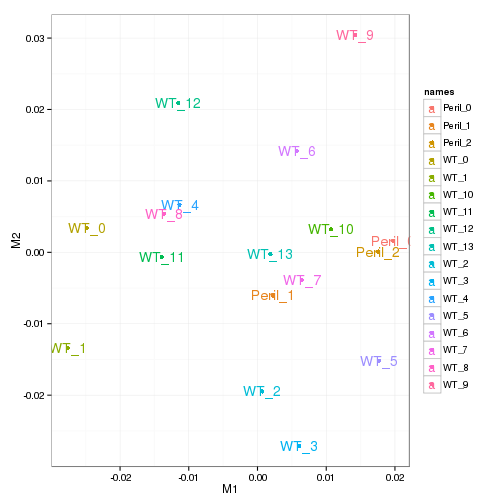 WT_9
0.03
names
Peril_0
Peril_1
Peril_2
WT_0
WT_1
WT_10
WT_11
WT_12
WT_13
WT_2
WT_3
WT_4
WT_5
WT_6
WT_7
WT_8
WT_9
WT_12
0.02
WT_6
0.01
WT_4
WT_8
WT_0
WT_10
Peril_0
M2
0.00
WT_11
WT_13
Peril_2
WT_7
Peril_1
-0.01
WT_1
WT_5
-0.02
WT_2
WT_3
-0.02 -0.01 0.00 0.01 0.02
M1